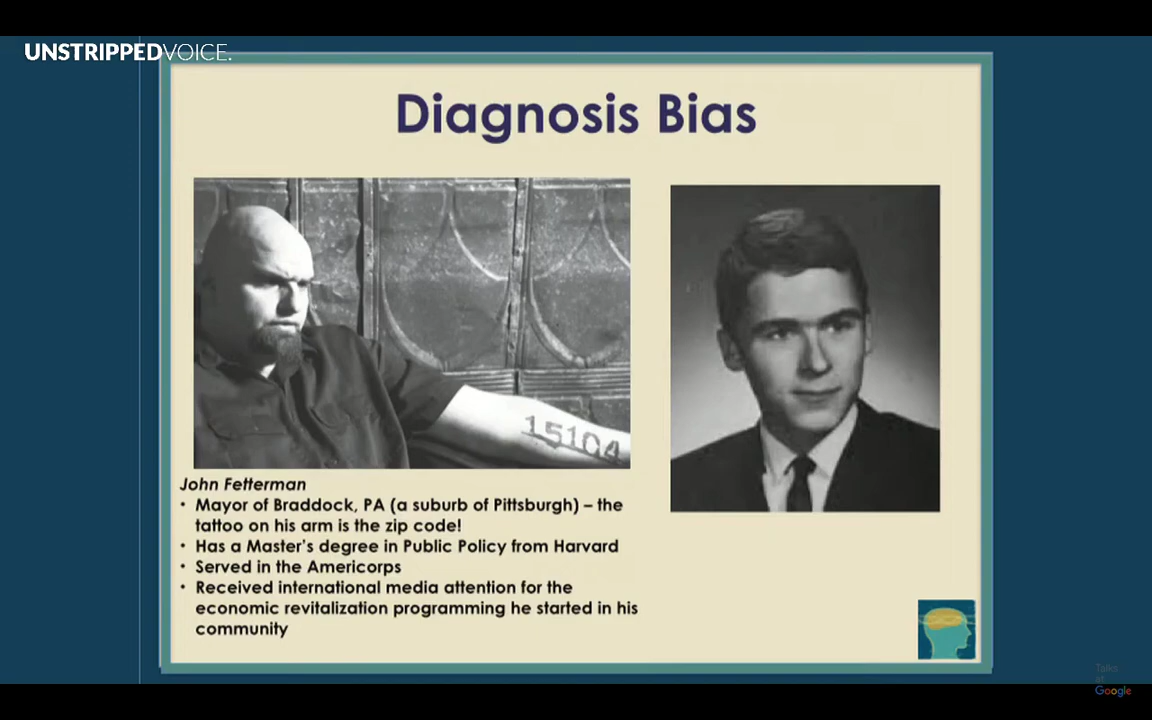 UNSTRIPPEDVOICE.
Diagnosis Bias
15104
John Fetterman
• Mayor of Braddock, PA (a suburb of Pittsburgh) – the
tattoo on his arm is the zip code!
• Has a Master's degree in Public Policy from Harvard
• Served in the Americorps
• Received international media attention for the
economic revitalization programming he started in his
community
Talks
at
Google